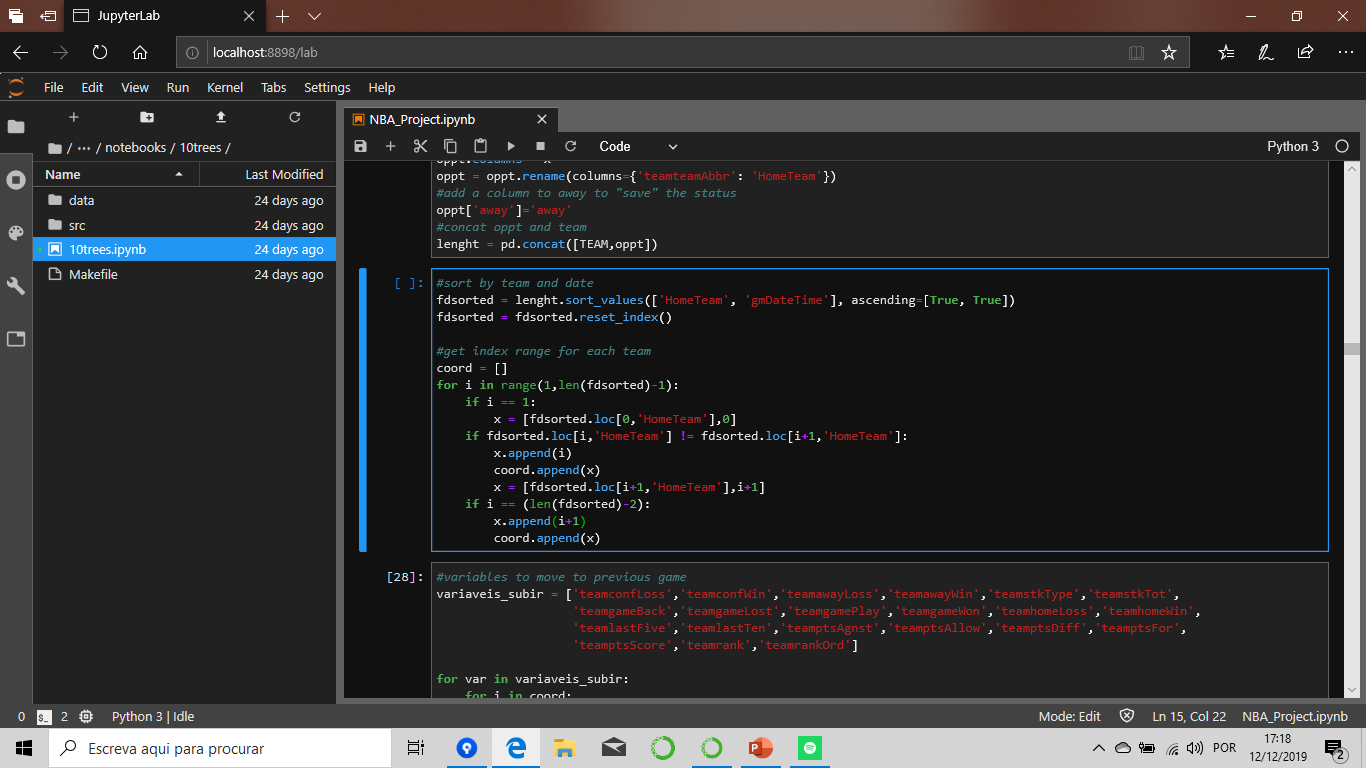 JupyterLab
localhost:8898/lab
File Edit View Run Kernel Tabs Settings Help
NBA_Project.ipynb
/ ··· / notebooks / 10trees /
Code
Python 3
Name Last Modified
data 24 days ago
src 24 days ago
10trees.ipynb 24 days ago
Makefile 24 days ago
oppt = oppt.rename(columns={'teamteamAbbr': 'HomeTeam'})
#add a column to away to "save" the status
oppt['away']='away'
#concat oppt and team
lenght = pd.concat([TEAM,oppt])
[ ]:
#sort by team and date
fdsorted = lenght.sort_values(['HomeTeam', 'gmDateTime'], ascending=[True, True])
fdsorted = fdsorted.reset_index()
#get index range for each team
coord = []
for i in range(1,len(fdsorted)-1):
    if i == 1:
        x = [fdsorted.loc[0,'HomeTeam'],0]
    if fdsorted.loc[i,'HomeTeam'] != fdsorted.loc[i+1,'HomeTeam']:
        x.append(i)
        coord.append(x)
        x = [fdsorted.loc[i+1,'HomeTeam'],i+1]
    if i == (len(fdsorted)-2):
        x.append(i+1)
        coord.append(x)
[28]:
#variables to move to previous game
variaveis_subir = ['teamconfLoss','teamconfWin','teamawayLoss','teamawayWin','teamstkType','teamstkTot',
'teamgameBack','teamgameLost','teamgamePlay','teamgameWon','teamhomeLoss','teamhomeWin',
'teamlastFive','teamlastTen','teamptsAgnst','teamptsAllow','teamptsDiff','teamptsFor',
'teamptsScore','teamrank','teamrankOrd']
for var in variaveis_subir:
    for i in coord:
0 2 Python 3 | Idle Mode: Edit Ln 15, Col 22 NBA_Project.ipynb
Escreva aqui para procurar
POR
17:18
12/12/2019
2